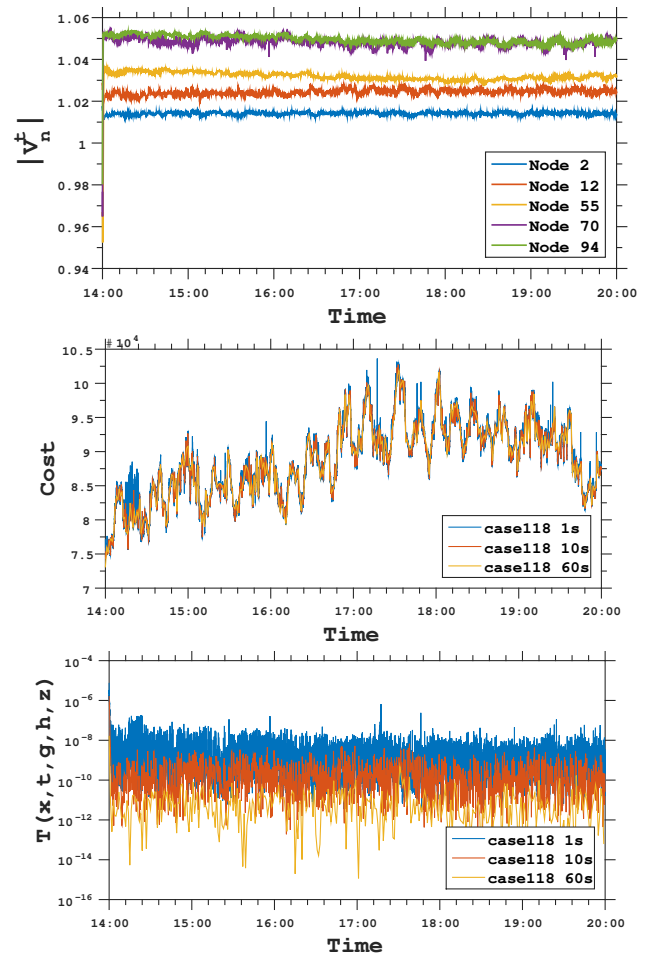 1.06
1.04
1.02
1
0.98
0.96
0.94
|V_n^t|
Node 2
Node 12
Node 55
Node 70
Node 94
14:00 15:00 16:00 17:00 18:00 19:00 20:00
Time
# 10^4
10.5
10
9.5
9
8.5
8
7.5
7
Cost
case118 1s
case118 10s
case118 60s
14:00 15:00 16:00 17:00 18:00 19:00 20:00
Time
10^-4
10^-6
10^-8
10^-10
10^-12
10^-14
10^-16
T(x,t,g,h,z)
case118 1s
case118 10s
case118 60s
14:00 15:00 16:00 17:00 18:00 19:00 20:00
Time